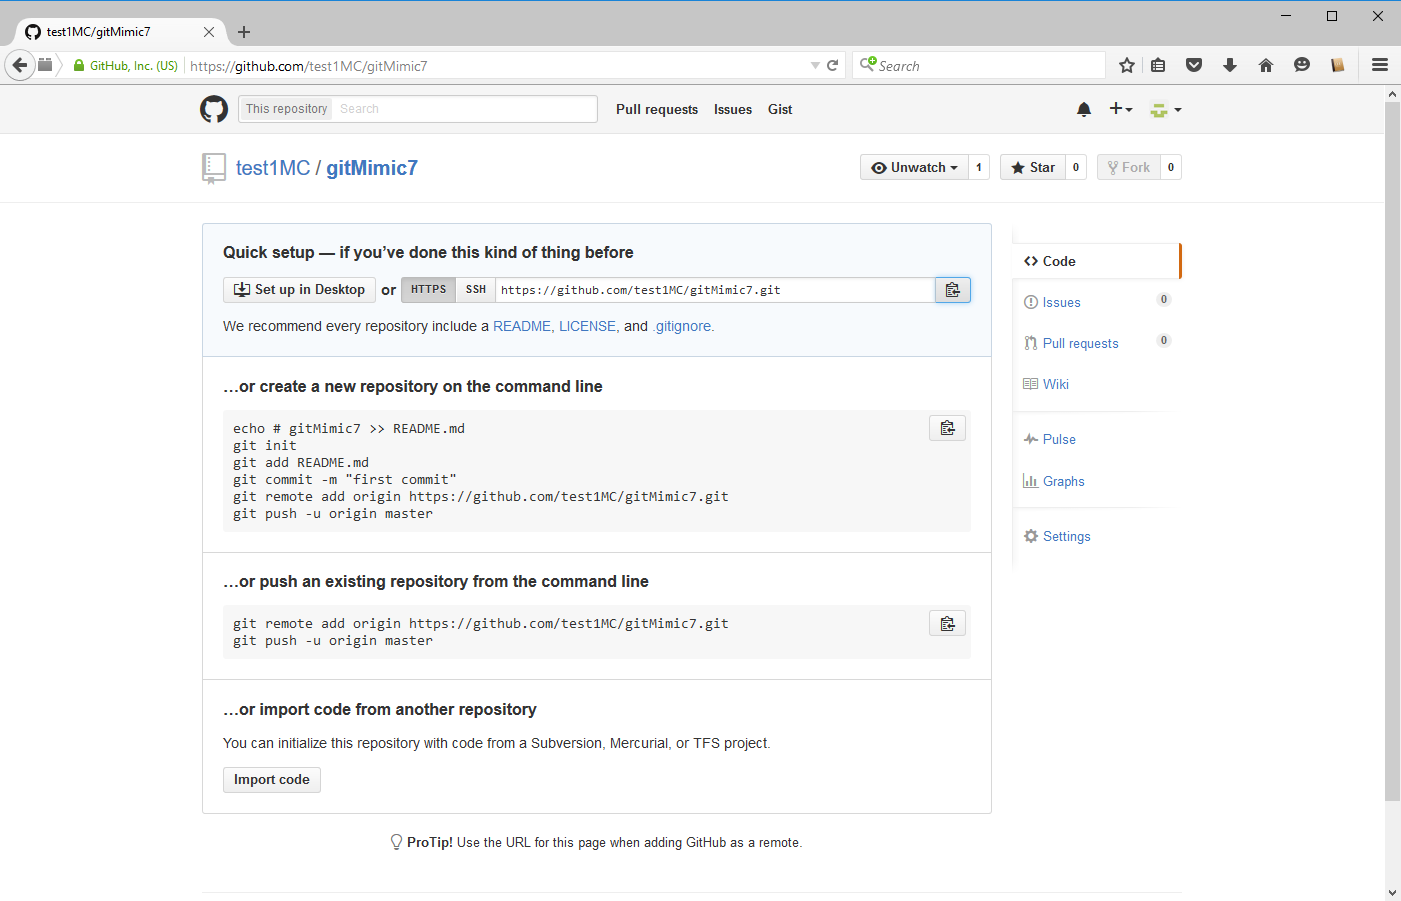 test1MC/gitMimic7
GitHub, Inc. (US) https://github.com/test1MC/gitMimic7 Search
This repository Search Pull requests Issues Gist
test1MC / gitMimic7 Unwatch 1 Star 0 Fork 0
Quick setup — if you’ve done this kind of thing before
Set up in Desktop or HTTPS SSH https://github.com/test1MC/gitMimic7.git
We recommend every repository include a README, LICENSE, and .gitignore.
…or create a new repository on the command line
echo # gitMimic7 >> README.md
git init
git add README.md
git commit -m "first commit"
git remote add origin https://github.com/test1MC/gitMimic7.git
git push -u origin master
…or push an existing repository from the command line
git remote add origin https://github.com/test1MC/gitMimic7.git
git push -u origin master
…or import code from another repository
You can initialize this repository with code from a Subversion, Mercurial, or TFS project.
Import code
ProTip! Use the URL for this page when adding GitHub as a remote.
Code
Issues 0
Pull requests 0
Wiki
Pulse
Graphs
Settings